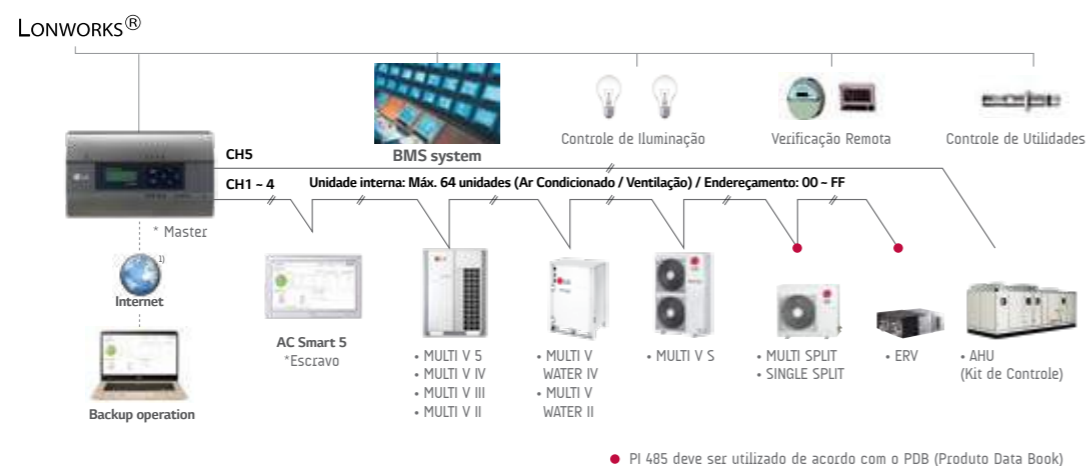 LONWORKS®
BMS system
Controle de Iluminação
Verificação Remota
Controle de Utilidades
CH5
CH1 ~ 4
Unidade interna: Máx. 64 unidades (Ar Condicionado / Ventilação) / Endereçamento: 00 ~ FF
* Master
1)
Internet
Backup operation
AC Smart 5
*Escravo
• MULTI V 5
• MULTI V IV
• MULTI V III
• MULTI V II
• MULTI V
WATER IV
• MULTI V
WATER II
• MULTI V S
• MULTI SPLIT
• SINGLE SPLIT
• ERV
• AHU
(Kit de Controle)
PI 485 deve ser utilizado de acordo com o PDB (Produto Data Book)